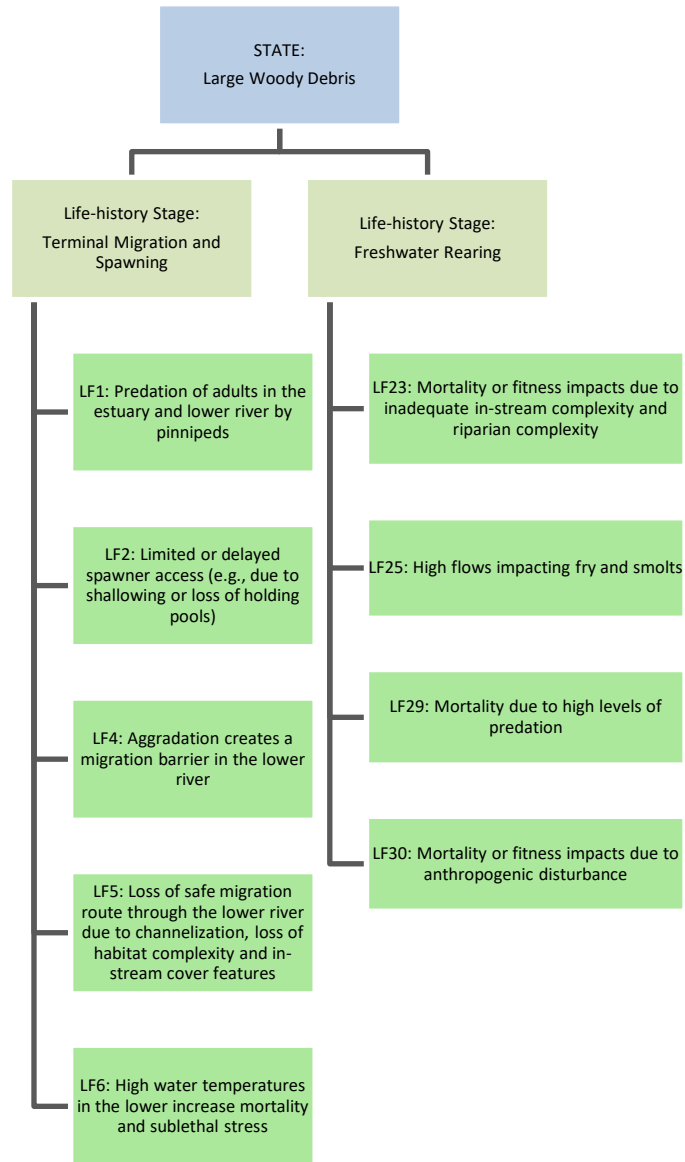 STATE:
Large Woody Debris
Life-history Stage:
Terminal Migration and
Spawning
LF1: Predation of adults in the
estuary and lower river by
pinnipeds
LF2: Limited or delayed
spawner access (e.g., due to
shallowing or loss of holding
pools)
LF4: Aggradation creates a
migration barrier in the lower
river
LF5: Loss of safe migration
route through the lower river
due to channelization, loss of
habitat complexity and in-
stream cover features
LF6: High water temperatures
in the lower increase mortality
and sublethal stress
Life-history Stage:
Freshwater Rearing
LF23: Mortality or fitness impacts due to
inadequate in-stream complexity and
riparian complexity
LF25: High flows impacting fry and smolts
LF29: Mortality due to high levels of
predation
LF30: Mortality or fitness impacts due to
anthropogenic disturbance